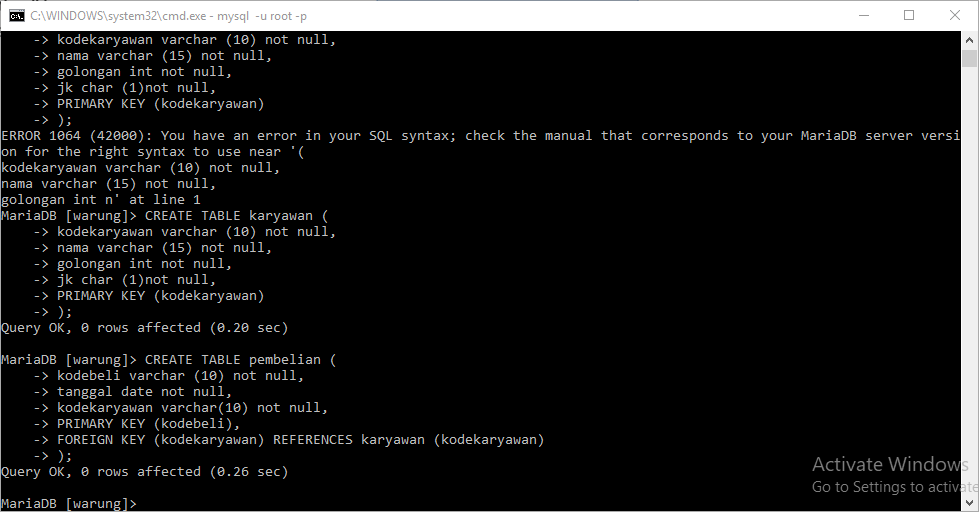 C:\WINDOWS\system32\cmd.exe - mysql  -u root -p
    -> kodekaryawan varchar (10) not null,
    -> nama varchar (15) not null,
    -> golongan int not null,
    -> jk char (1)not null,
    -> PRIMARY KEY (kodekaryawan)
    -> );
ERROR 1064 (42000): You have an error in your SQL syntax; check the manual that corresponds to your MariaDB server versi
on for the right syntax to use near '(
kodekaryawan varchar (10) not null,
nama varchar (15) not null,
golongan int n' at line 1
MariaDB [warung]> CREATE TABLE karyawan (
    -> kodekaryawan varchar (10) not null,
    -> nama varchar (15) not null,
    -> golongan int not null,
    -> jk char (1)not null,
    -> PRIMARY KEY (kodekaryawan)
    -> );
Query OK, 0 rows affected (0.20 sec)
MariaDB [warung]> CREATE TABLE pembelian (
    -> kodebeli varchar (10) not null,
    -> tanggal date not null,
    -> kodekaryawan varchar(10) not null,
    -> PRIMARY KEY (kodebeli),
    -> FOREIGN KEY (kodekaryawan) REFERENCES karyawan (kodekaryawan)
    -> );
Query OK, 0 rows affected (0.26 sec)
MariaDB [warung]>
Activate Windows
Go to Settings to activate